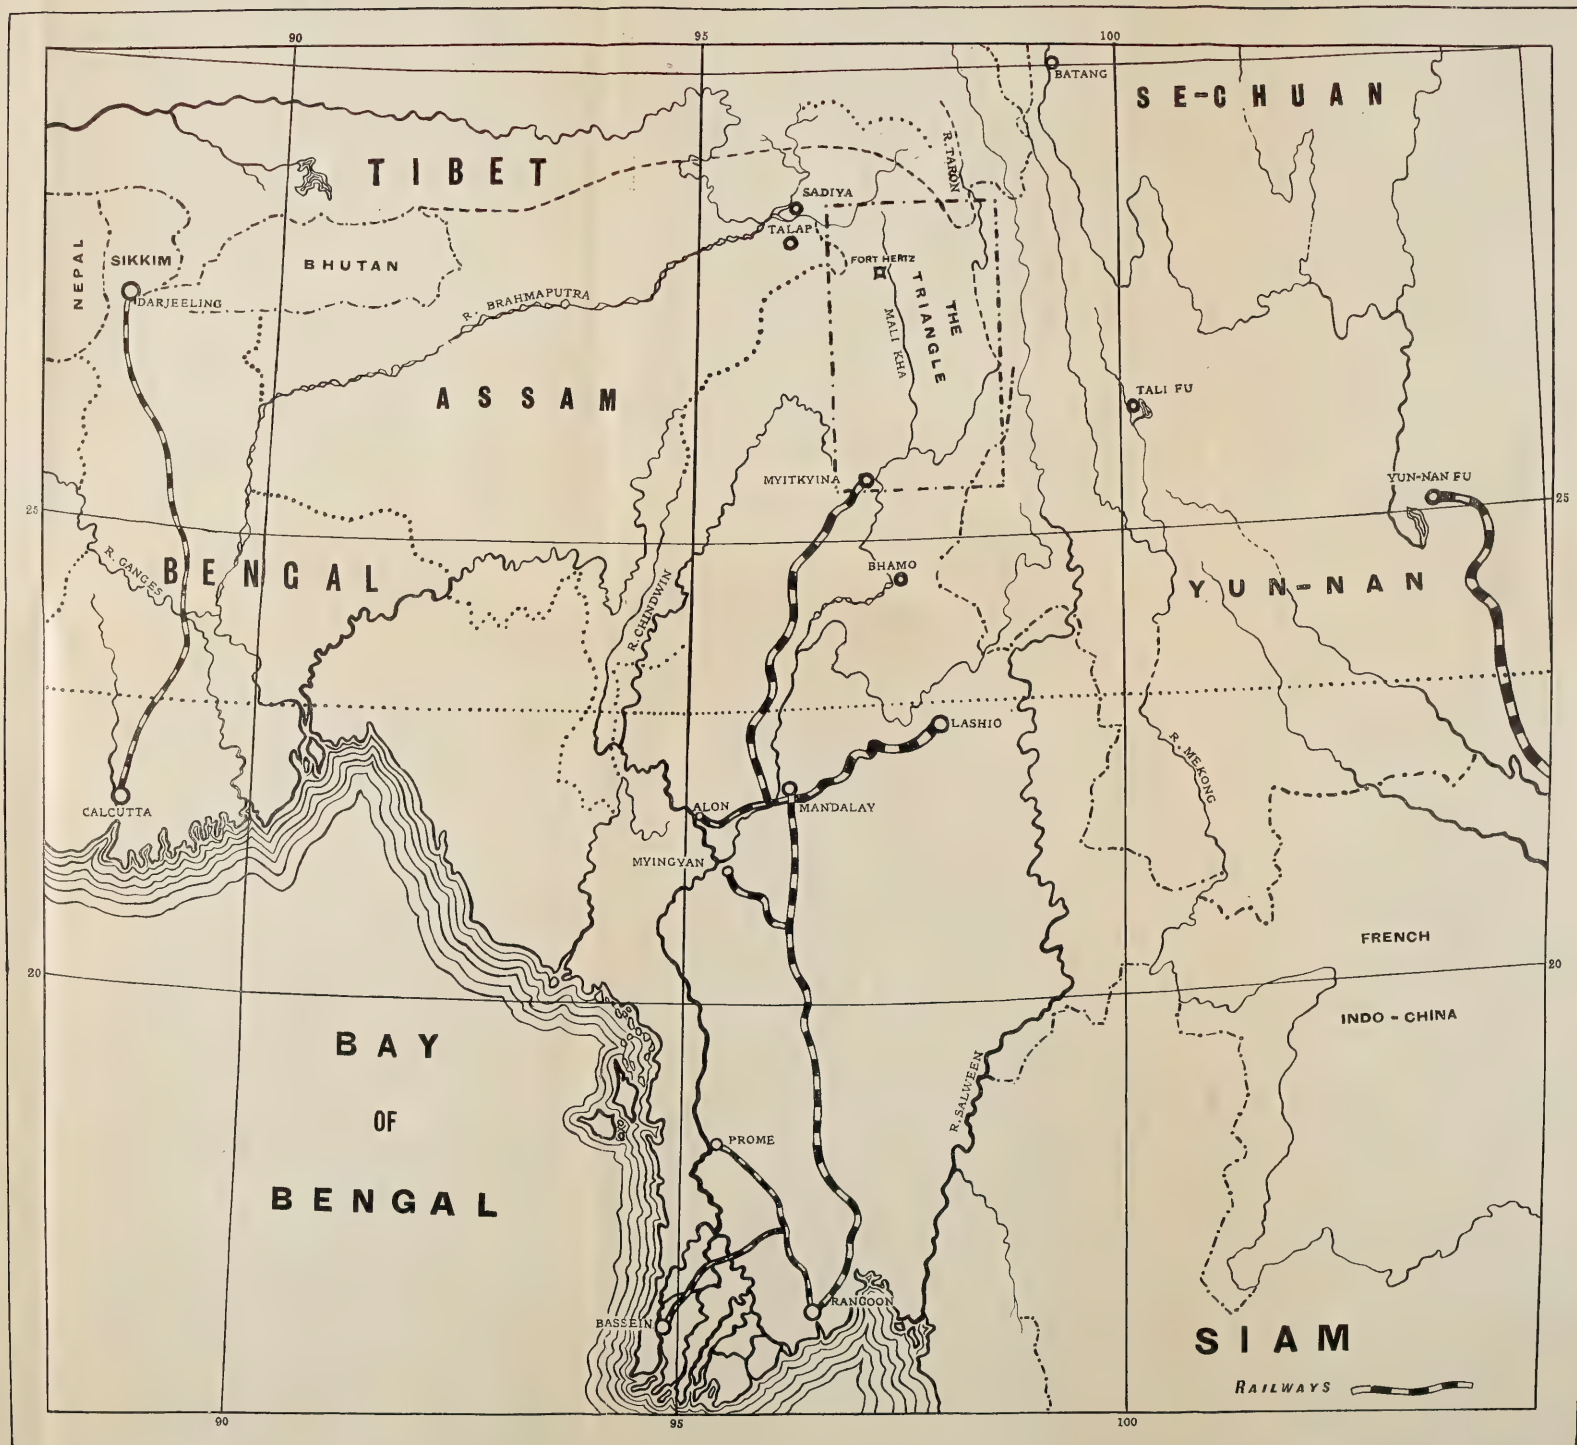 90
95
100
BATANG
SE-CHUAN
TIBET
R. TARON
SADIYA
TALAP
NEPAL
SIKKIM
BHUTAN
FORT HERTZ
DARJEELING
R. BRAHMAPUTRA
THE
TRIANGLE
MALI KHA
ASSAM
TALI FU
MYITKYINA
YUN-NAN FU
25
25
R. GANGES
BENGAL
BHAMO
R. CHINDWIN
YUN-NAN
LASHIO
R. MEKONG
CALCUTTA
ALON
MANDALAY
MYINGYAN
FRENCH
20
20
INDO-CHINA
BAY
OF
BENGAL
R. SALWEEN
PROME
RANGOON
BASSEIN
SIAM
RAILWAYS
90
95
100